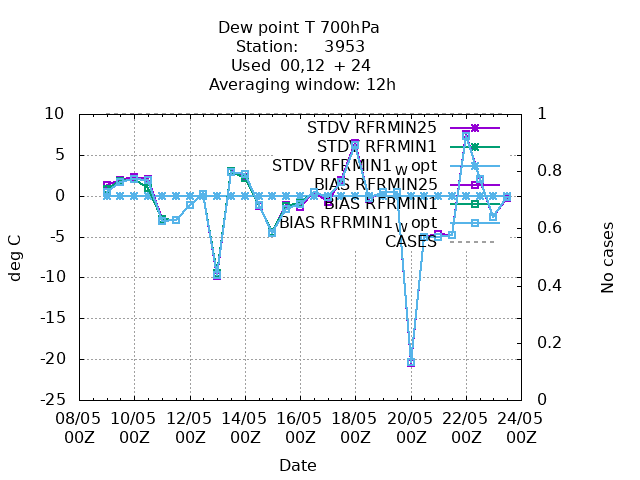 Dew point T 700hPa
Station: 3953
Used 00,12 + 24
Averaging window: 12h
10 1
STDV RFRMIN25
STDV RFRMIN1
5
STDV RFRMIN1w opt
0.8
BIAS RFRMIN25
0
BIAS RFRMIN1
BIAS RFRMIN1w opt
0.6
-5
CASES
deg C
No cases
-10
0.4
-15
0.2
-20
-25 0
08/05 10/05 12/05 14/05 16/05 18/05 20/05 22/05 24/05
00Z 00Z 00Z 00Z 00Z 00Z 00Z 00Z 00Z
Date